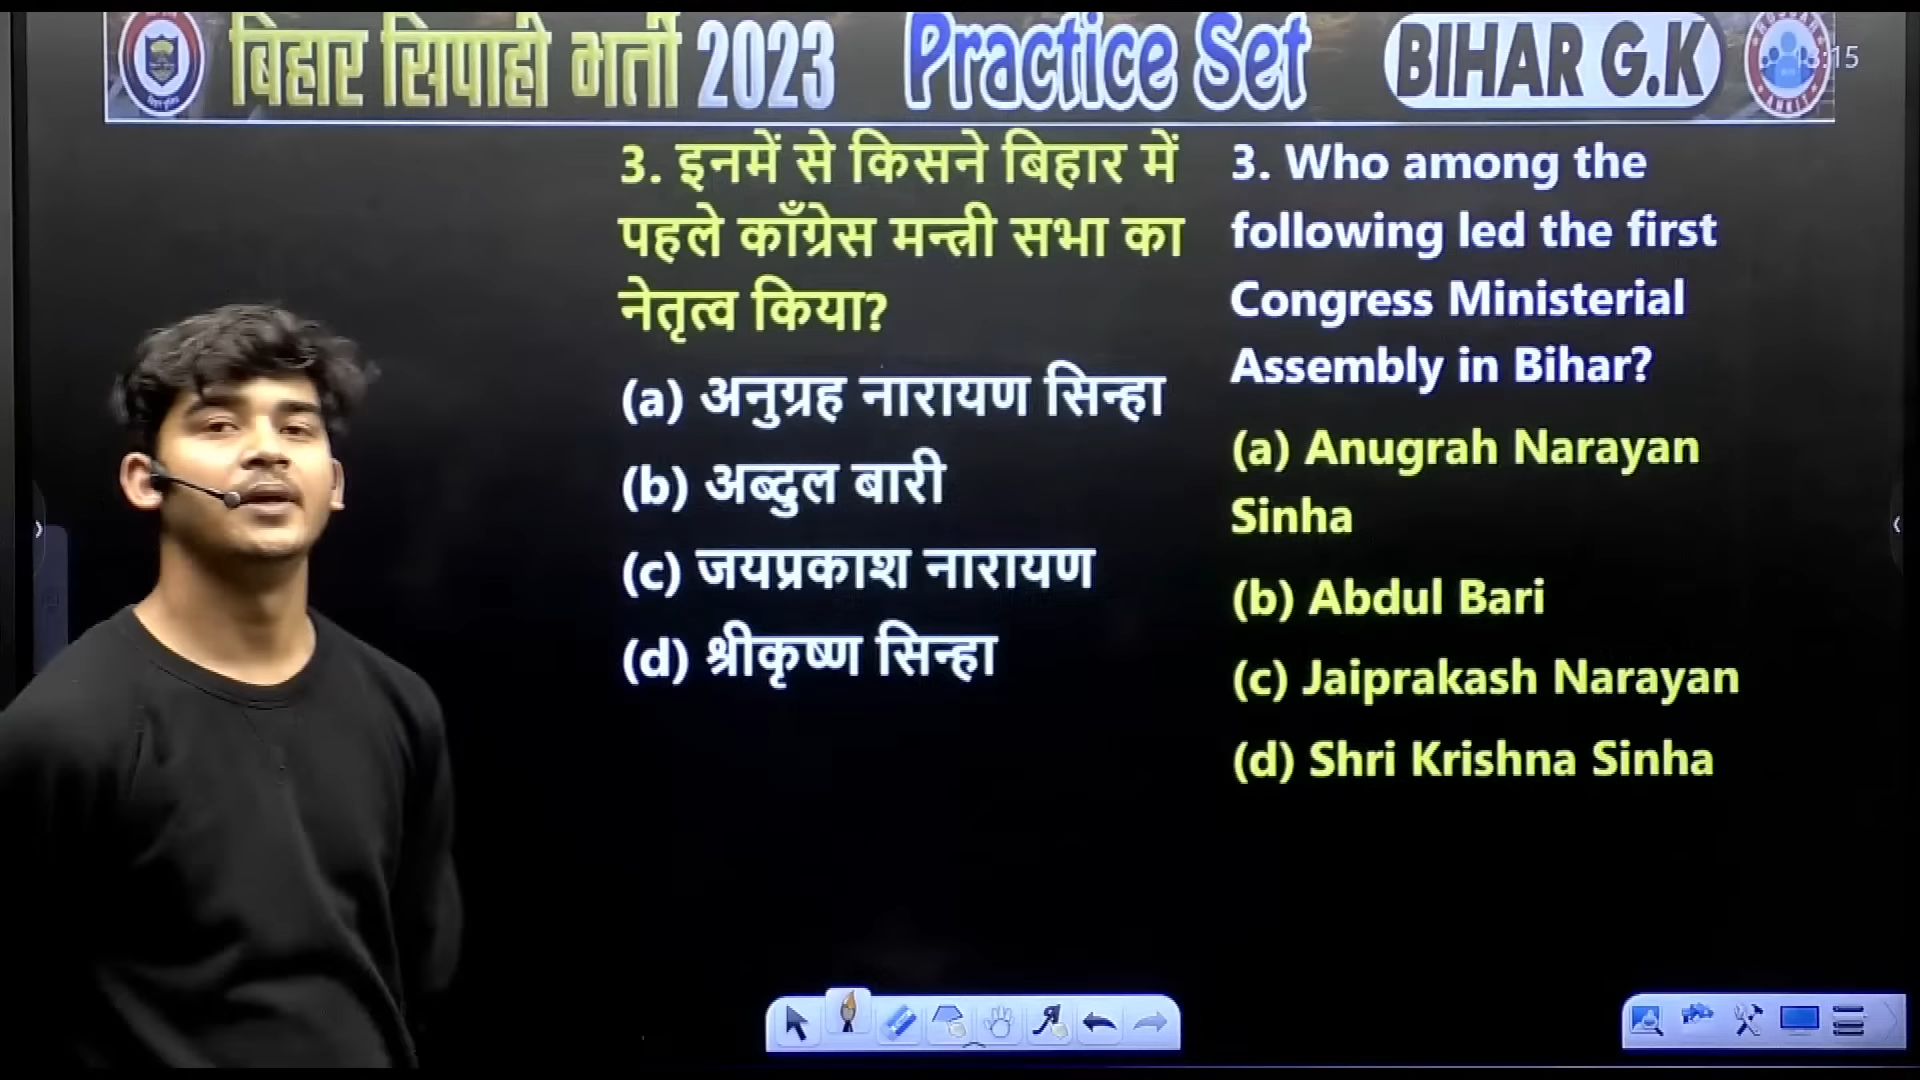 बिहार सिपाही भर्ती 2023 Practice Set BIHAR G.K
3. इनमें से किसने बिहार में
पहले काँग्रेस मन्त्री सभा का
नेतृत्व किया?
(a) अनुग्रह नारायण सिन्हा
(b) अब्दुल बारी
(c) जयप्रकाश नारायण
(d) श्रीकृष्ण सिन्हा
3. Who among the
following led the first
Congress Ministerial
Assembly in Bihar?
(a) Anugrah Narayan
Sinha
(b) Abdul Bari
(c) Jaiprakash Narayan
(d) Shri Krishna Sinha